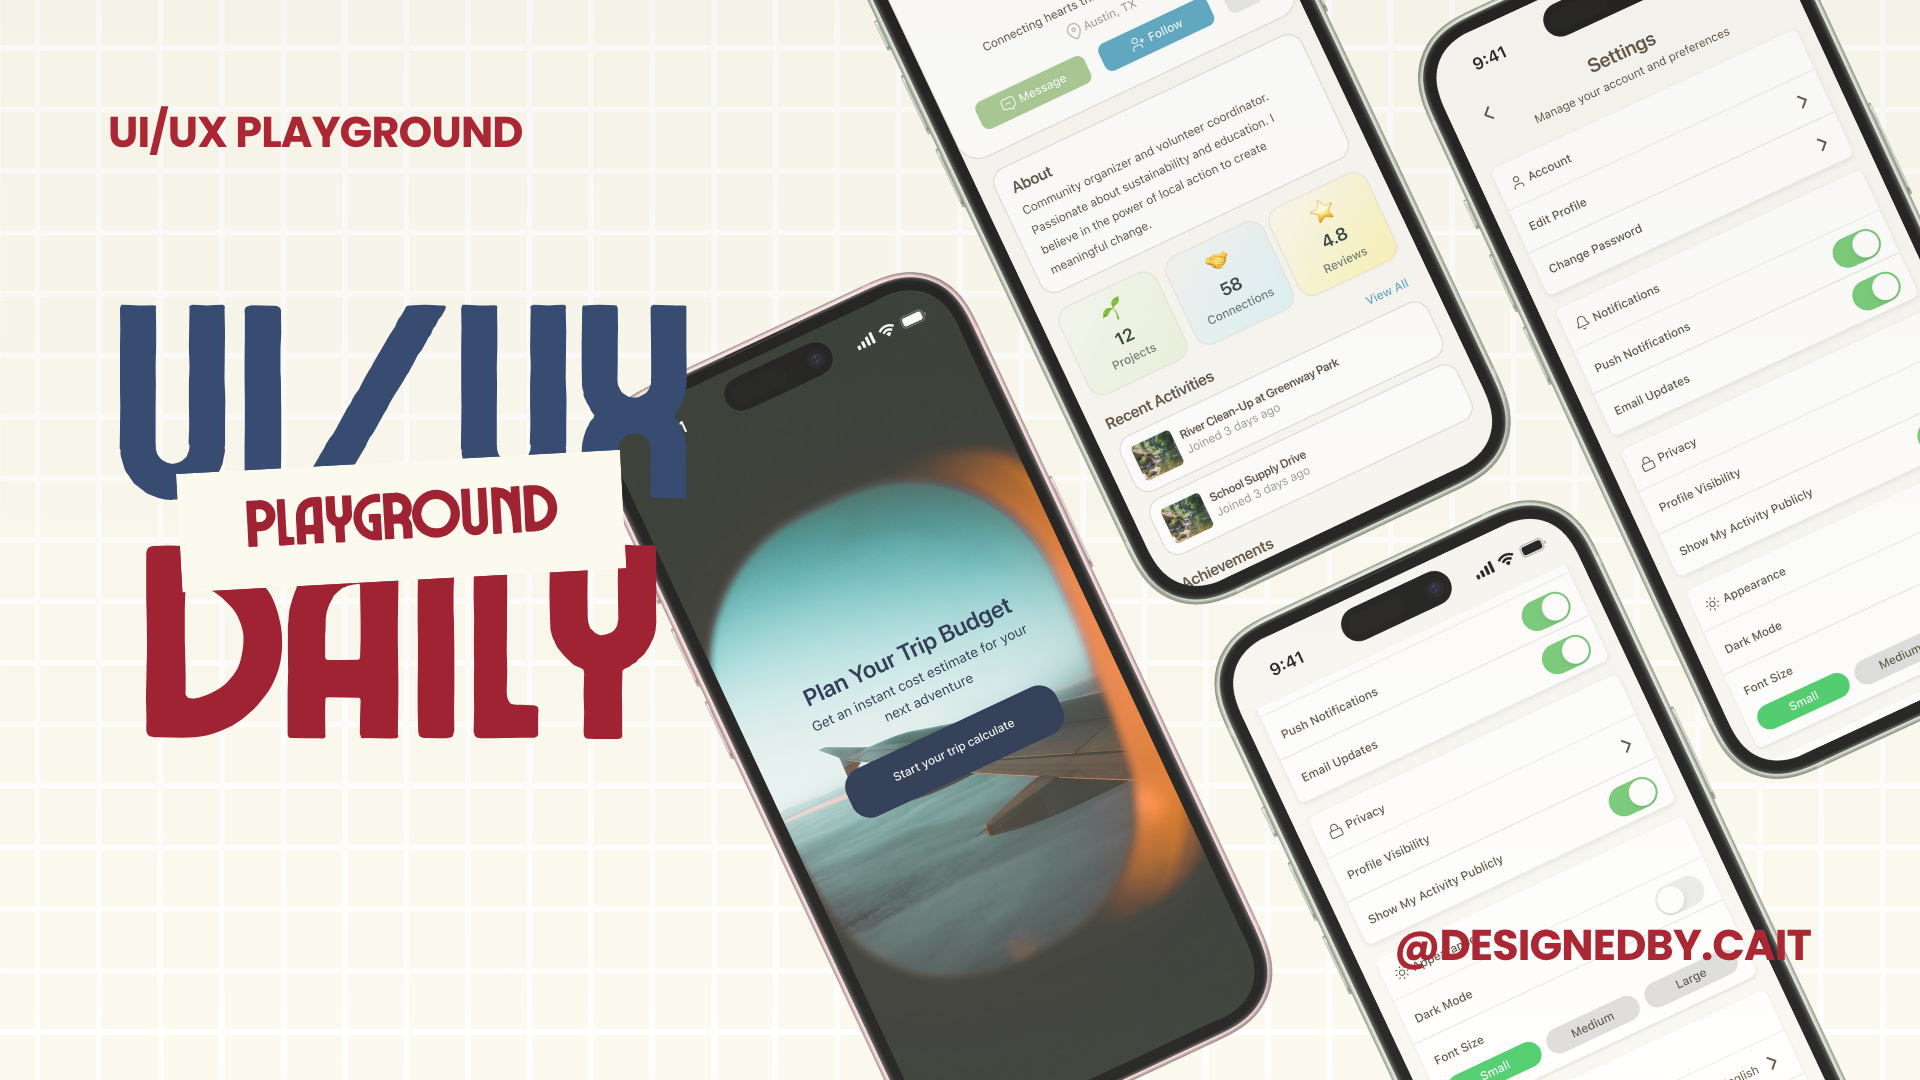 UI/UX PLAYGROUND
UI/UX
PLAYGROUND
DAILY
Plan Your Trip Budget
Get an instant cost estimate for your
next adventure
Start your trip calculate
Austin, TX
Message
Follow
About
Community organizer and volunteer coordinator.
Passionate about sustainability and education. I
believe in the power of local action to create
meaningful change.
12
Projects
58
Connections
4.8
Reviews
Recent Activities
View All
River Clean-Up at Greenway Park
Joined 3 days ago
School Supply Drive
Joined 3 days ago
Achievements
9:41
Settings
Manage your account and preferences
Account
Edit Profile
Change Password
Notifications
Push Notifications
Email Updates
Privacy
Profile Visibility
Show My Activity Publicly
Appearance
Dark Mode
Font Size
Small
Medium
9:41
Push Notifications
Email Updates
Privacy
Profile Visibility
Show My Activity Publicly
Dark Mode
Font Size
Small
Medium
Large
@DESIGNEDBY.CAIT